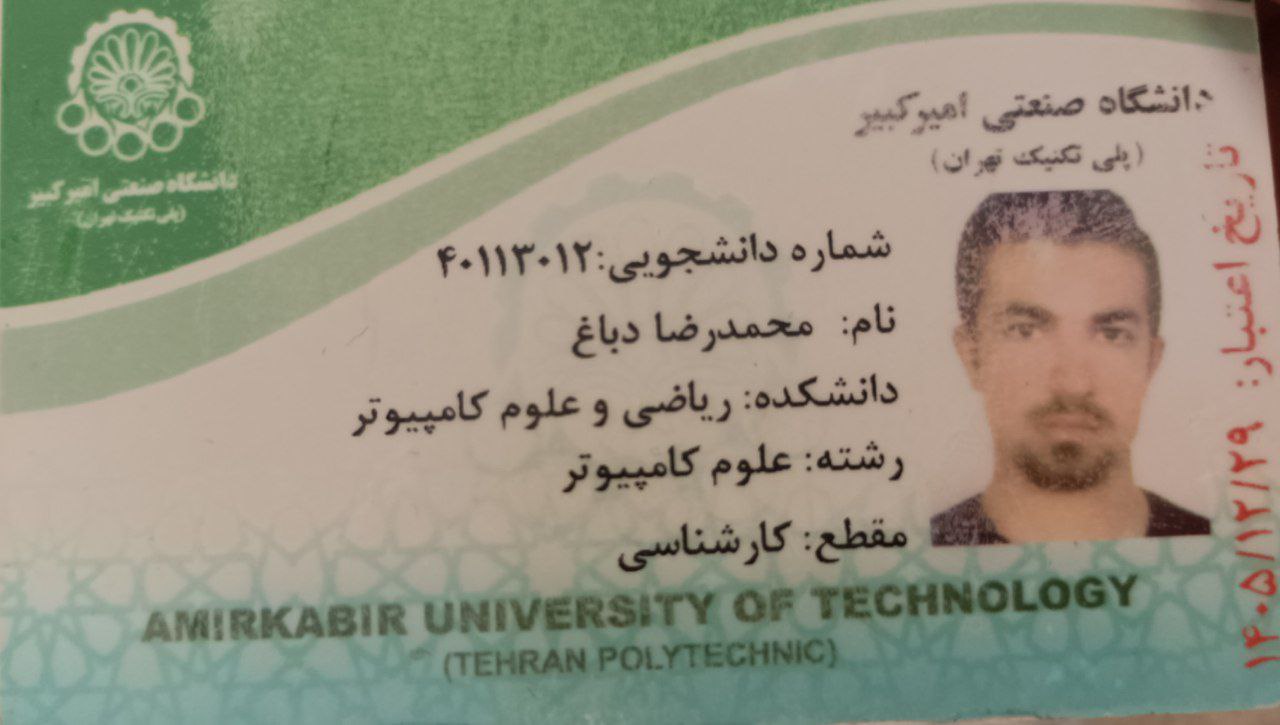 دانشگاه صنعتی امیرکبیر
(پلی تکنیک تهران)
دانشگاه صنعتی امیرکبیر
(پلی تکنیک تهران)
شماره دانشجویی:۴۰۱۱۳۰۱۲
نام: محمدرضا دباغ
دانشکده: ریاضی و علوم کامپیوتر
رشته: علوم کامپیوتر
مقطع: کارشناسی
تاریخ اعتبار: ۱۴۰۵/۱۲/۲۹
AMIRKABIR UNIVERSITY OF TECHNOLOGY
(TEHRAN POLYTECHNIC)